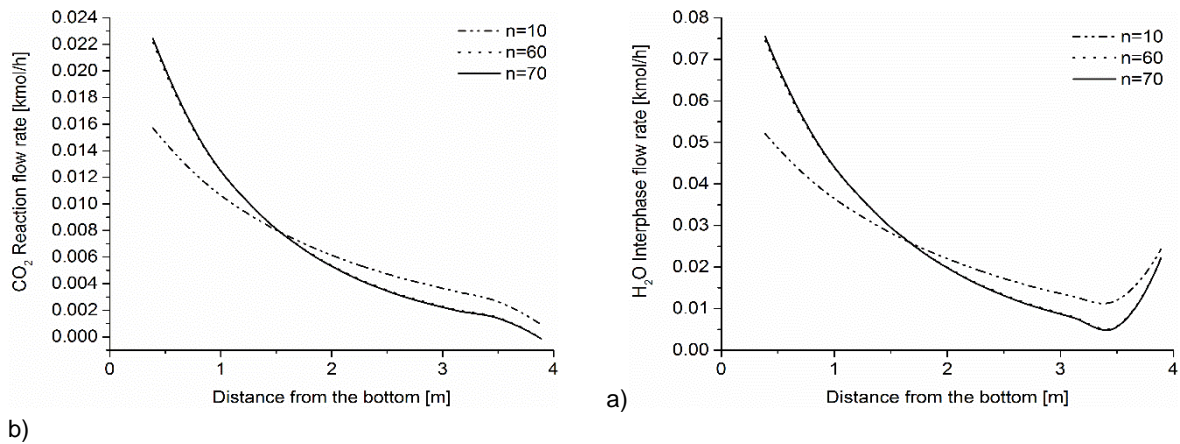 0.024
0.022
0.020
0.018
0.016
0.014
0.012
0.010
0.008
0.006
0.004
0.002
0.000
CO2 Reaction flow rate [kmol/h]
n=10
n=60
n=70
0 1 2 3 4
Distance from the bottom [m]
b)
0.08
0.07
0.06
0.05
0.04
0.03
0.02
0.01
0.00
H2O Interphase flow rate [kmol/h]
n=10
n=60
n=70
0 1 2 3 4
Distance from the bottom [m]
a)